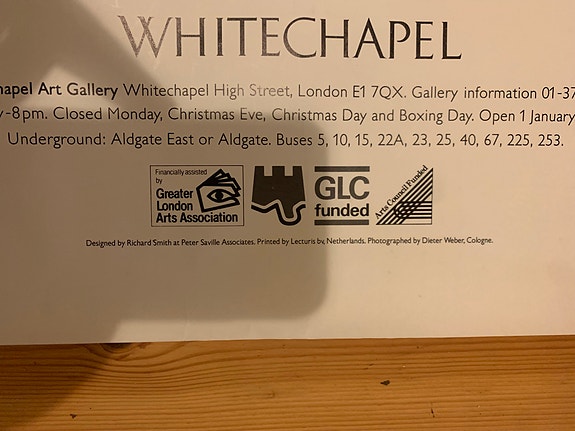 WHITECHAPEL
hapel Art Gallery Whitechapel High Street, London E1 7QX. Gallery information 01-37
y-8pm. Closed Monday, Christmas Eve, Christmas Day and Boxing Day. Open 1 January
Underground: Aldgate East or Aldgate. Buses 5, 10, 15, 22A, 23, 25, 40, 67, 225, 253.
Financially assisted
by
Greater
London
Arts Association
GLC
funded
Arts Council Funded
Designed by Richard Smith at Peter Saville Associates. Printed by Lecturis bv, Netherlands. Photographed by Dieter Weber, Cologne.